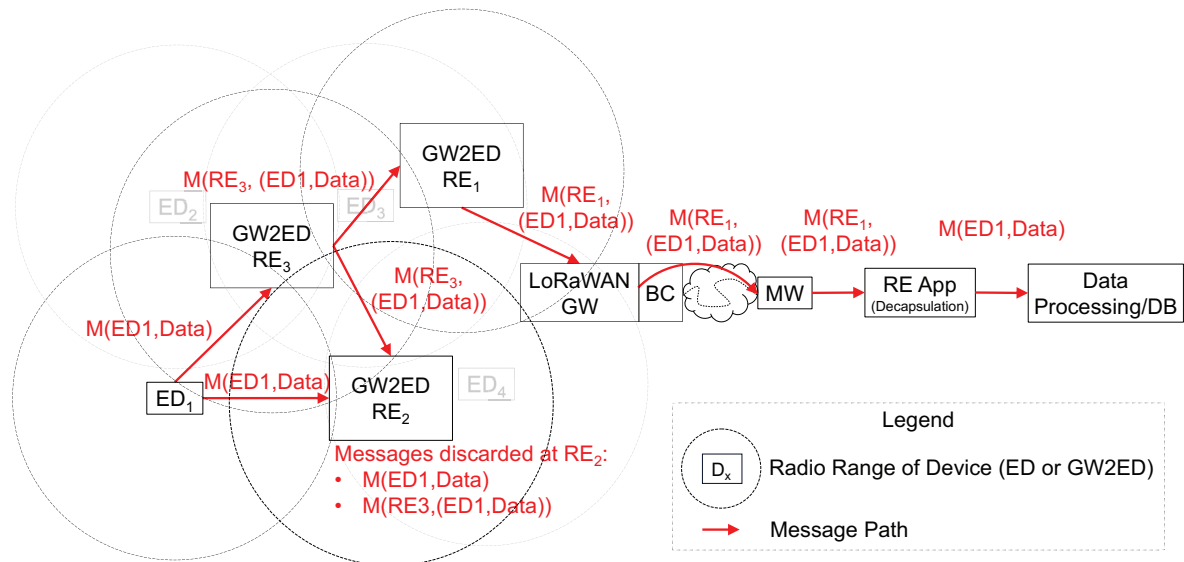 GW2ED
RE₁
M(RE₃, (ED1,Data))
ED₂
ED₃
GW2ED
RE₃
M(RE₁,
(ED1,Data))
M(RE₁,
(ED1,Data))
M(RE₁,
(ED1,Data))
M(ED1,Data)
M(RE₃,
(ED1,Data))
LoRaWAN
GW
BC
MW
RE App
(Decapsulation)
Data
Processing/DB
M(ED1,Data)
M(ED1,Data)
ED₁
GW2ED
RE₂
ED₄
Messages discarded at RE₂:
• M(ED1,Data)
• M(RE3,(ED1,Data))
Legend
Dₓ
Radio Range of Device (ED or GW2ED)
Message Path